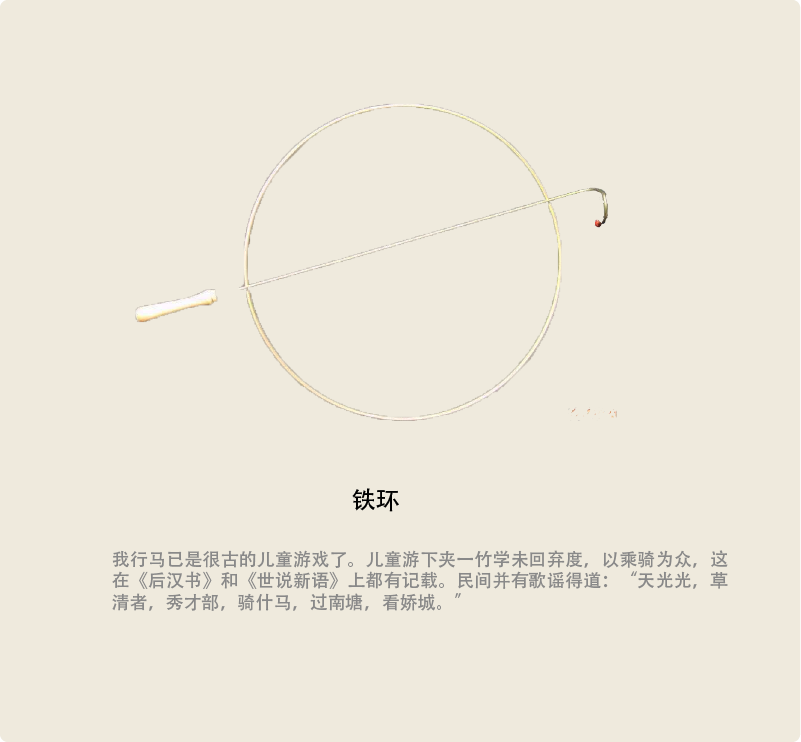 铁环
我行马已是很古的儿童游戏了。儿童游下夹一竹学未回弃度，以乘骑为众，这
在《后汉书》和《世说新语》上都有记载。民间并有歌谣得道：“天光光，草
清者，秀才部，骑什马，过南塘，看娇城。”